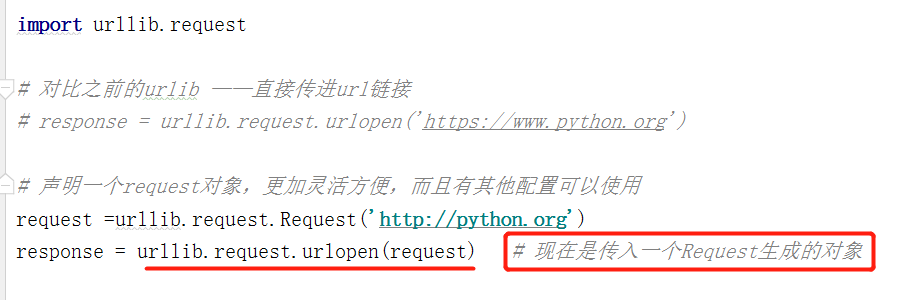 import urllib.request
# 对比之前的urlib ——直接传进url链接
# response = urllib.request.urlopen('https://www.python.org')
# 声明一个request对象，更加灵活方便，而且有其他配置可以使用
request =urllib.request.Request('http://python.org')
response = urllib.request.urlopen(request)  # 现在是传入一个Request生成的对象